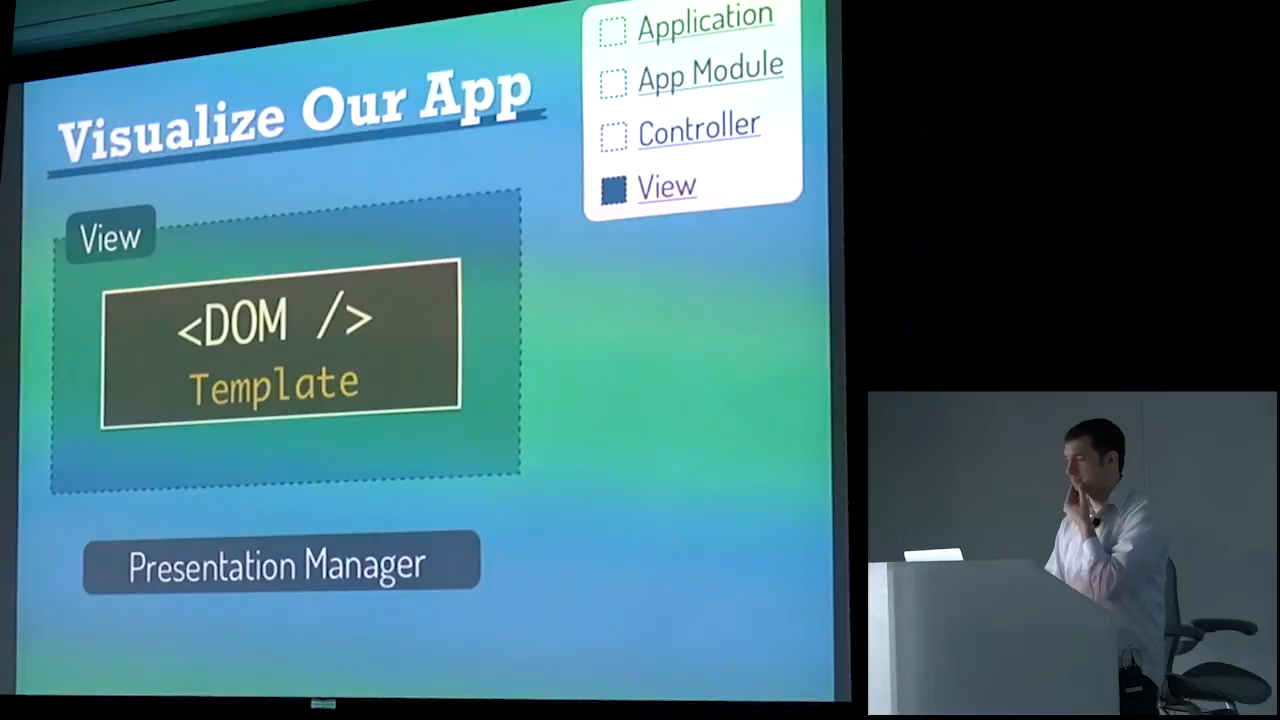 Visualize Our App
Application
App Module
Controller
View
View
<DOM />
Template
Presentation Manager